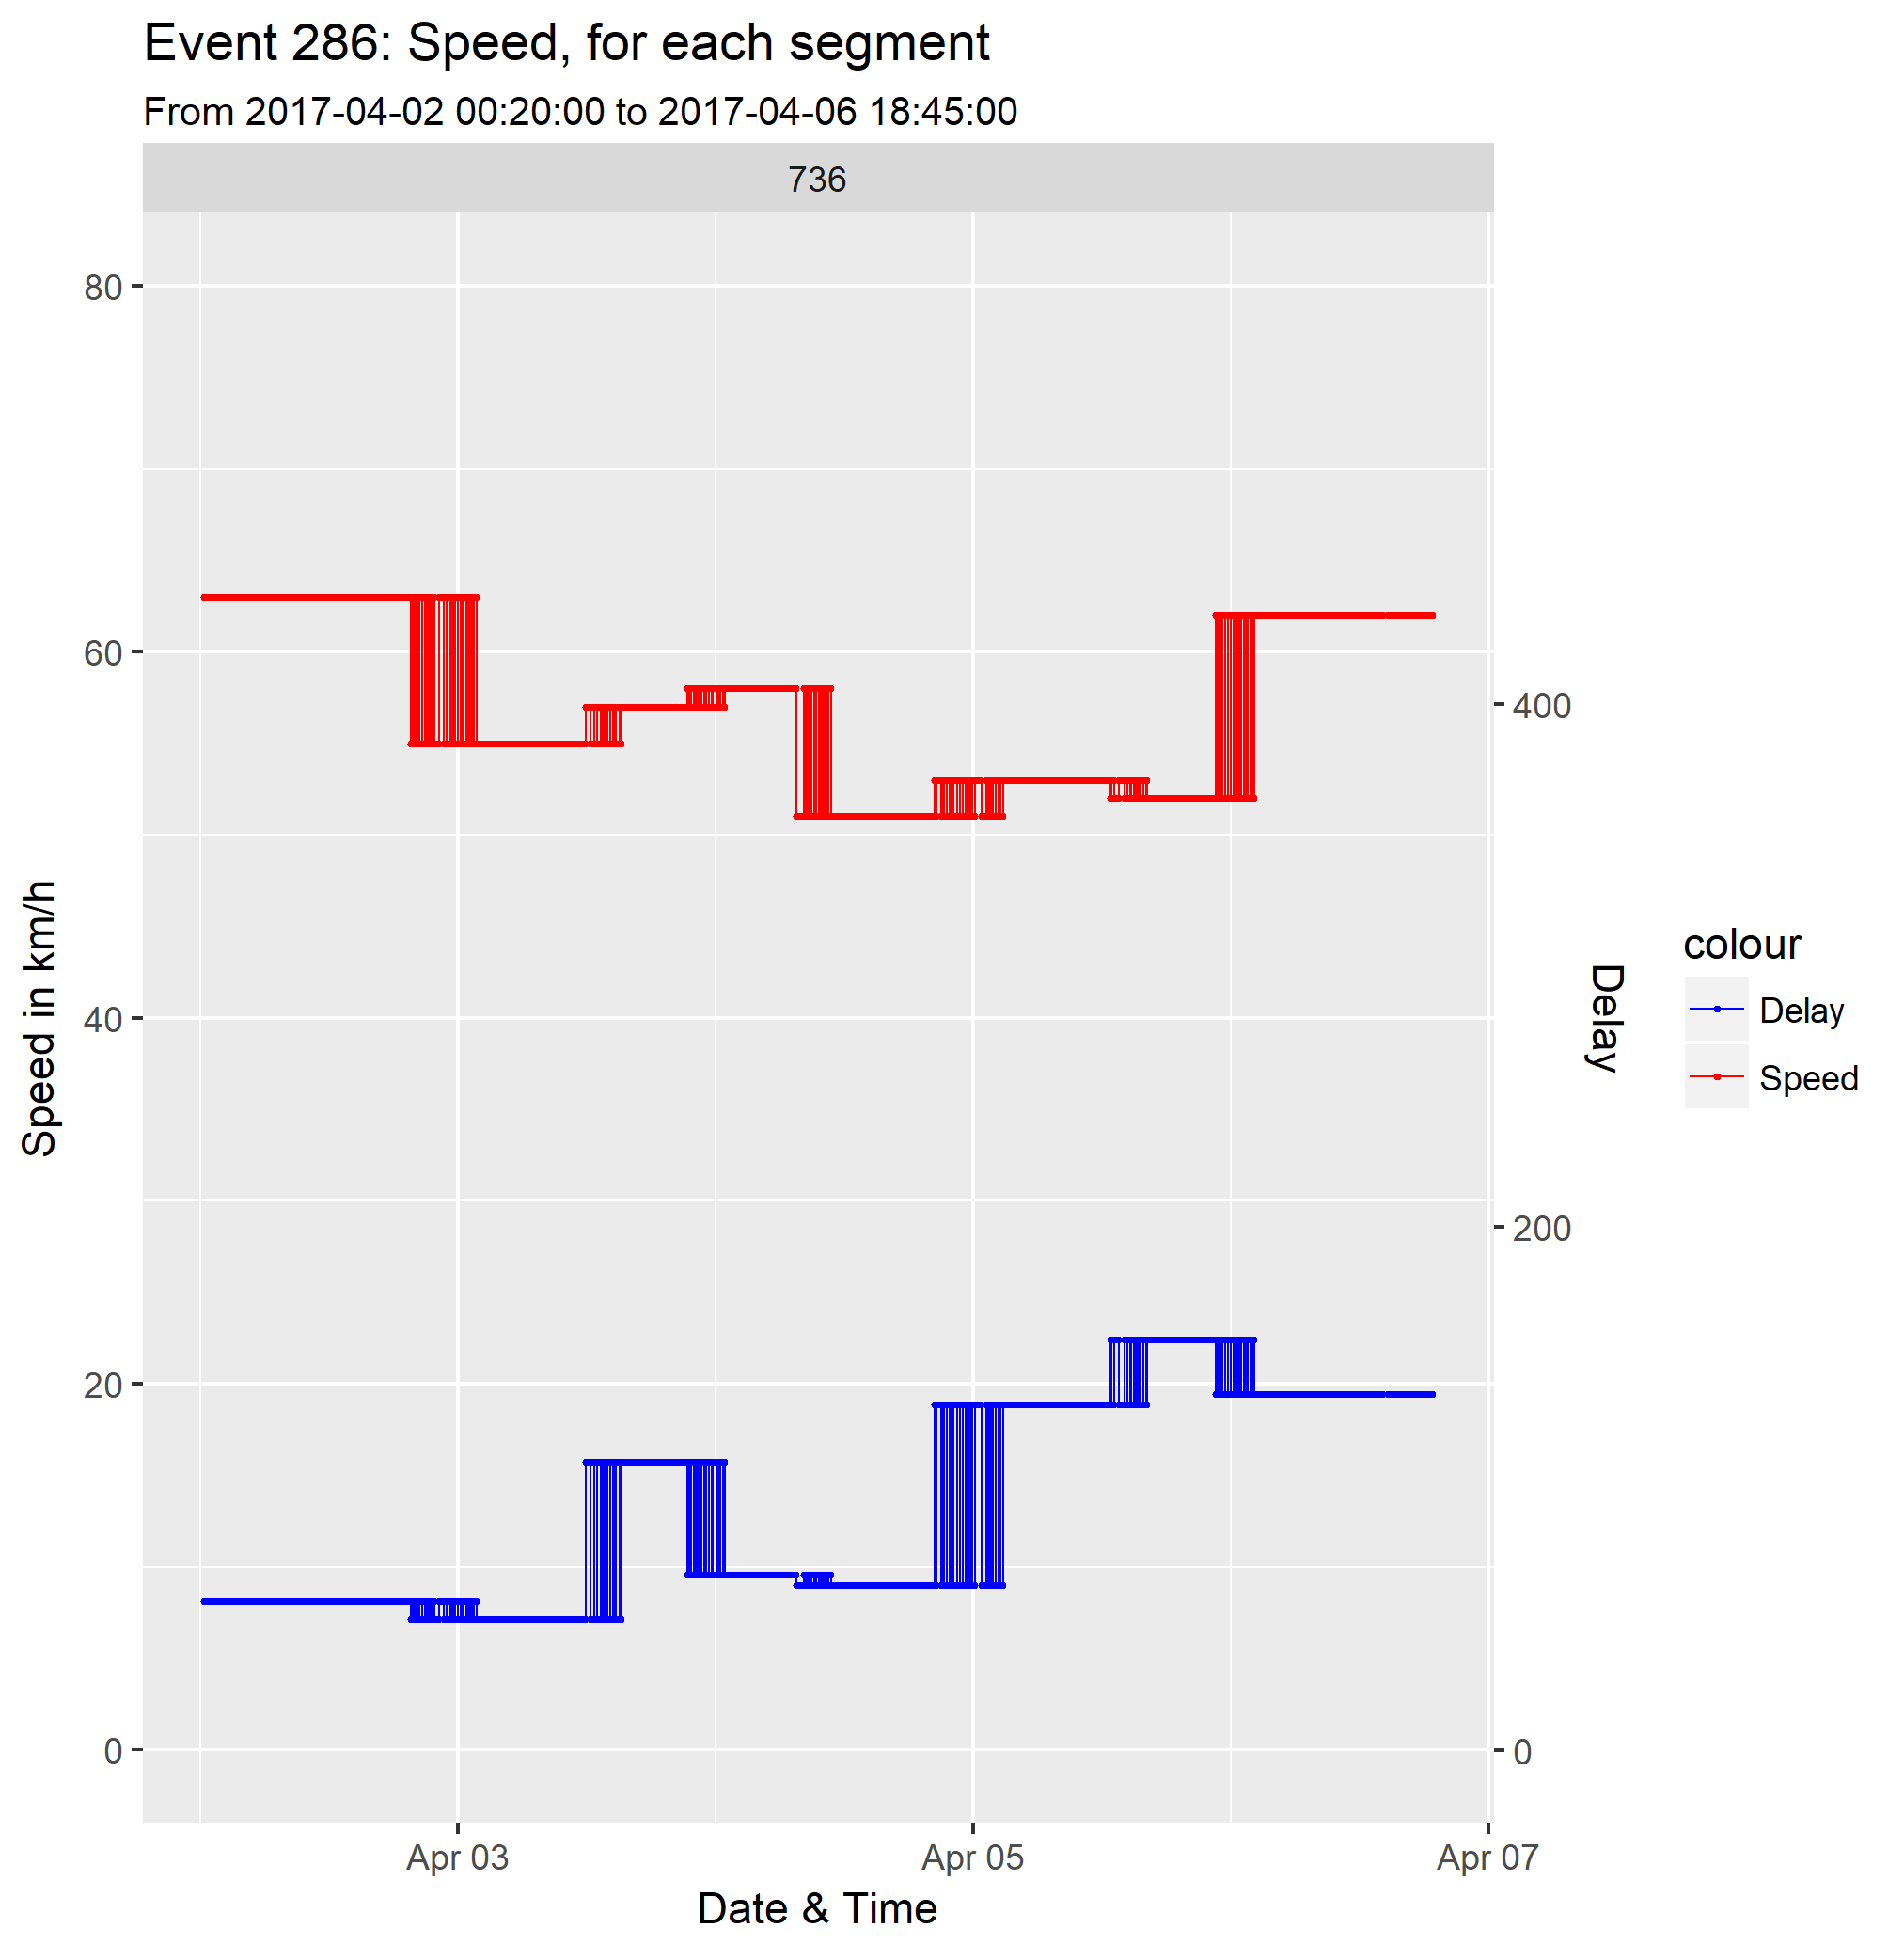 Event 286: Speed, for each segment
From 2017-04-02 00:20:00 to 2017-04-06 18:45:00
736
80
60
40
20
0
Speed in km/h
400
200
0
Delay
Apr 03
Apr 05
Apr 07
Date & Time
colour
Delay
Speed